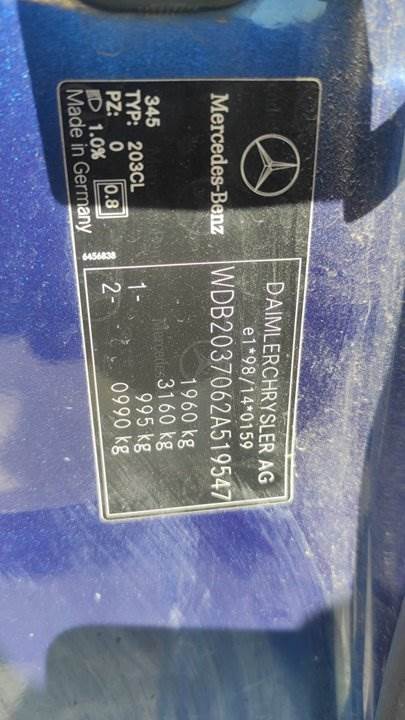 Mercedes-Benz
345
TYP: 203CL
PZ: 0
1.0% 0.8
Made in Germany
6456838
DAIMLERCHRYSLER AG
e1*98/14*0159
WDB2037062A519547
1960 kg
3160 kg
1- 995 kg
2- 0990 kg
Mercedes